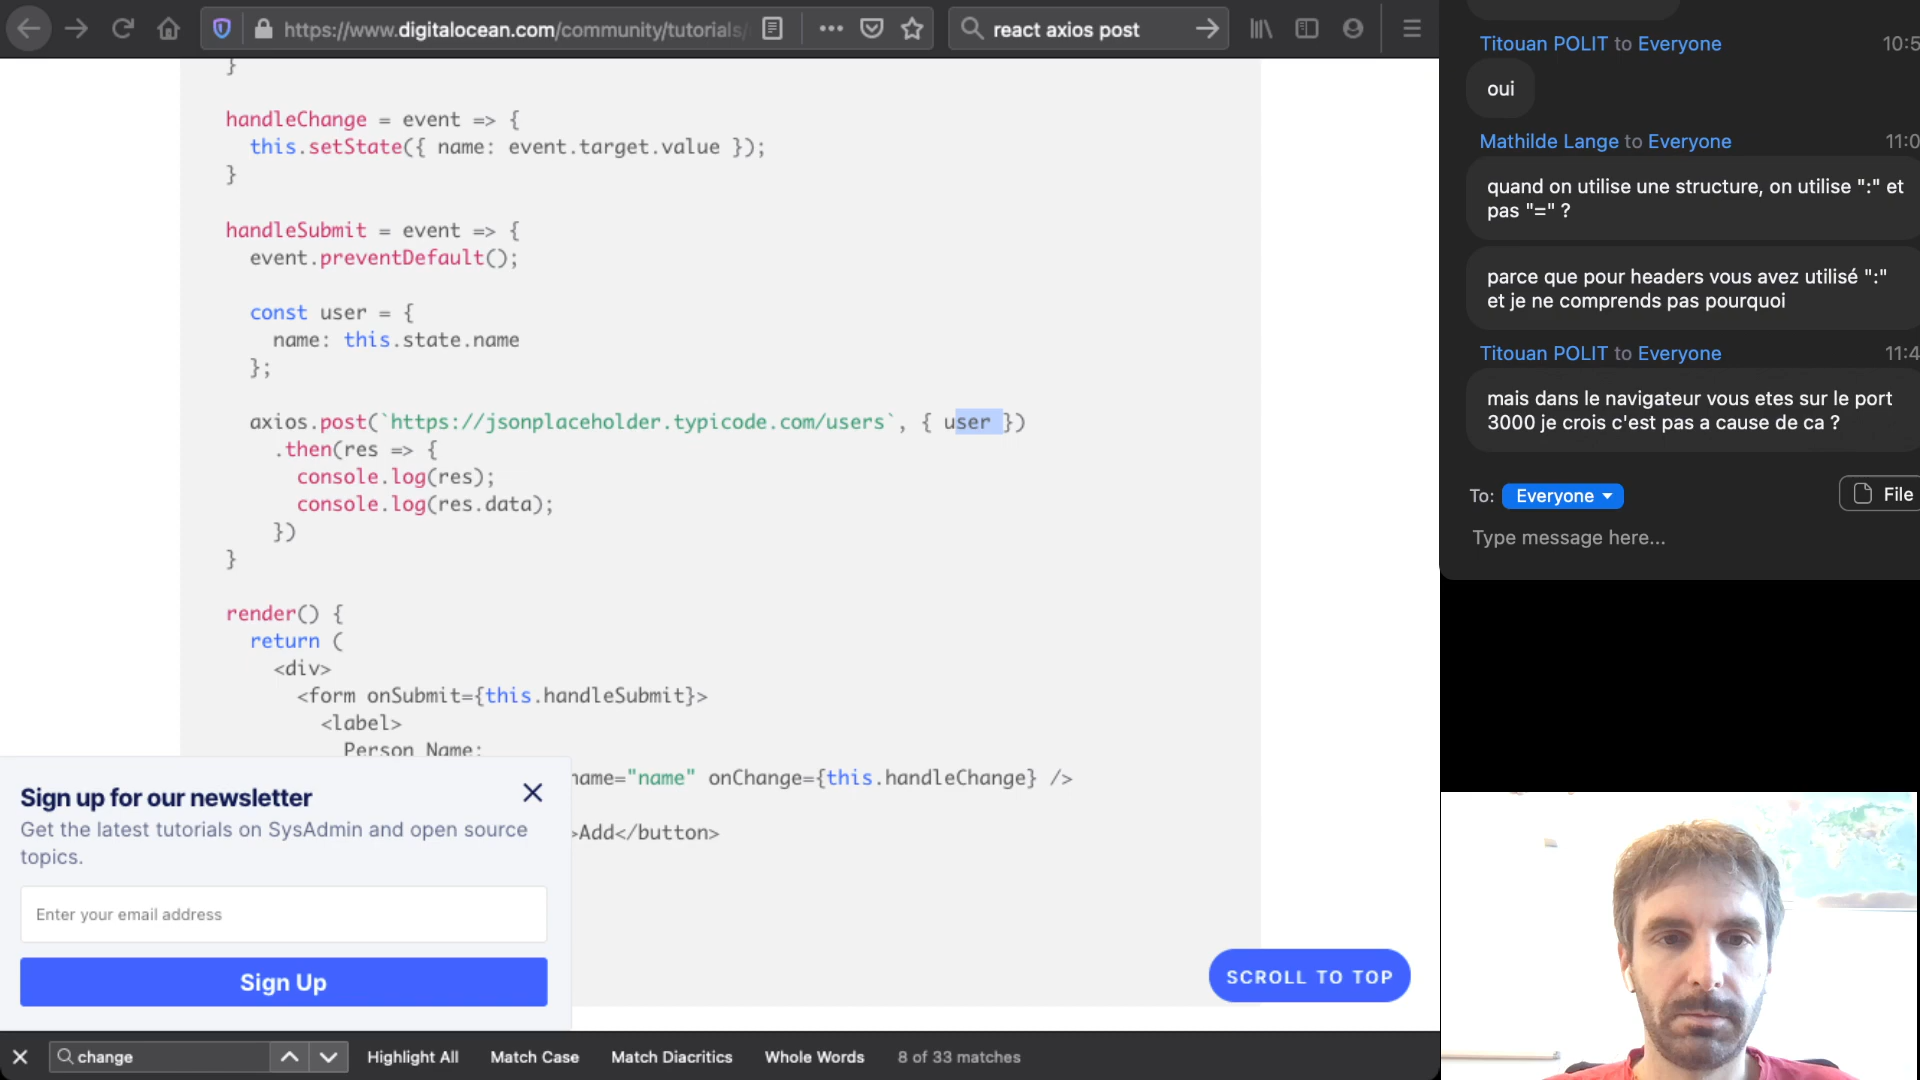 https://www.digitalocean.com/community/tutorials/
react axios post
}
handleChange = event => {
this.setState({ name: event.target.value });
}
handleSubmit = event => {
event.preventDefault();
const user = {
name: this.state.name
};
axios.post(`https://jsonplaceholder.typicode.com/users`, { user })
.then(res => {
console.log(res);
console.log(res.data);
})
}
render() {
return (
<div>
<form onSubmit={this.handleSubmit}>
<label>
Person Name:
name="name" onChange={this.handleChange} />
>Add</button>
Sign up for our newsletter
Get the latest tutorials on SysAdmin and open source
topics.
Enter your email address
Sign Up
SCROLL TO TOP
change
Highlight All
Match Case
Match Diacritics
Whole Words
8 of 33 matches
Titouan POLIT to Everyone 10:5
oui
Mathilde Lange to Everyone 11:0
quand on utilise une structure, on utilise ":" et
pas "=" ?
parce que pour headers vous avez utilisé ":"
et je ne comprends pas pourquoi
Titouan POLIT to Everyone 11:4
mais dans le navigateur vous etes sur le port
3000 je crois c'est pas a cause de ca ?
To: Everyone
File
Type message here...